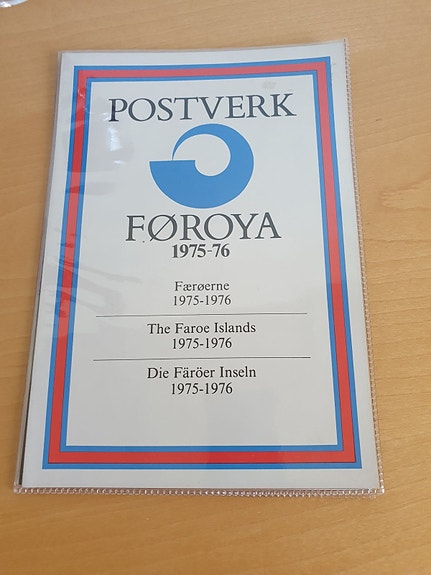 POSTVERK
FØROYA
1975-76
Færøerne
1975-1976
The Faroe Islands
1975-1976
Die Färöer Inseln
1975-1976